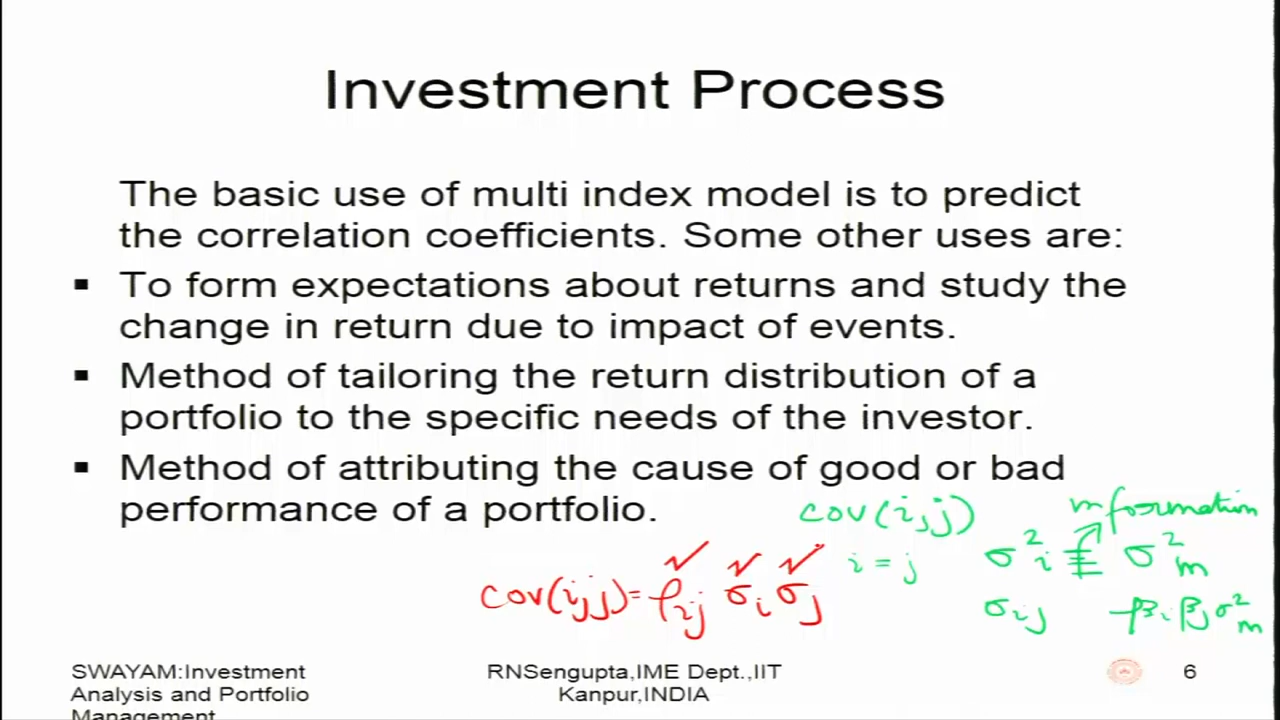 Investment Process
The basic use of multi index model is to predict
the correlation coefficients. Some other uses are:
▪ To form expectations about returns and study the
change in return due to impact of events.
▪ Method of tailoring the return distribution of a
portfolio to the specific needs of the investor.
▪ Method of attributing the cause of good or bad
performance of a portfolio.
cov(i,j)
information
i = j
σ²i
σ²m
cov(i,j) = ρij σi σj
σij
βi βj σ²m
SWAYAM:Investment
Analysis and Portfolio
Management
RNSengupta,IME Dept.,IIT
Kanpur,INDIA
6